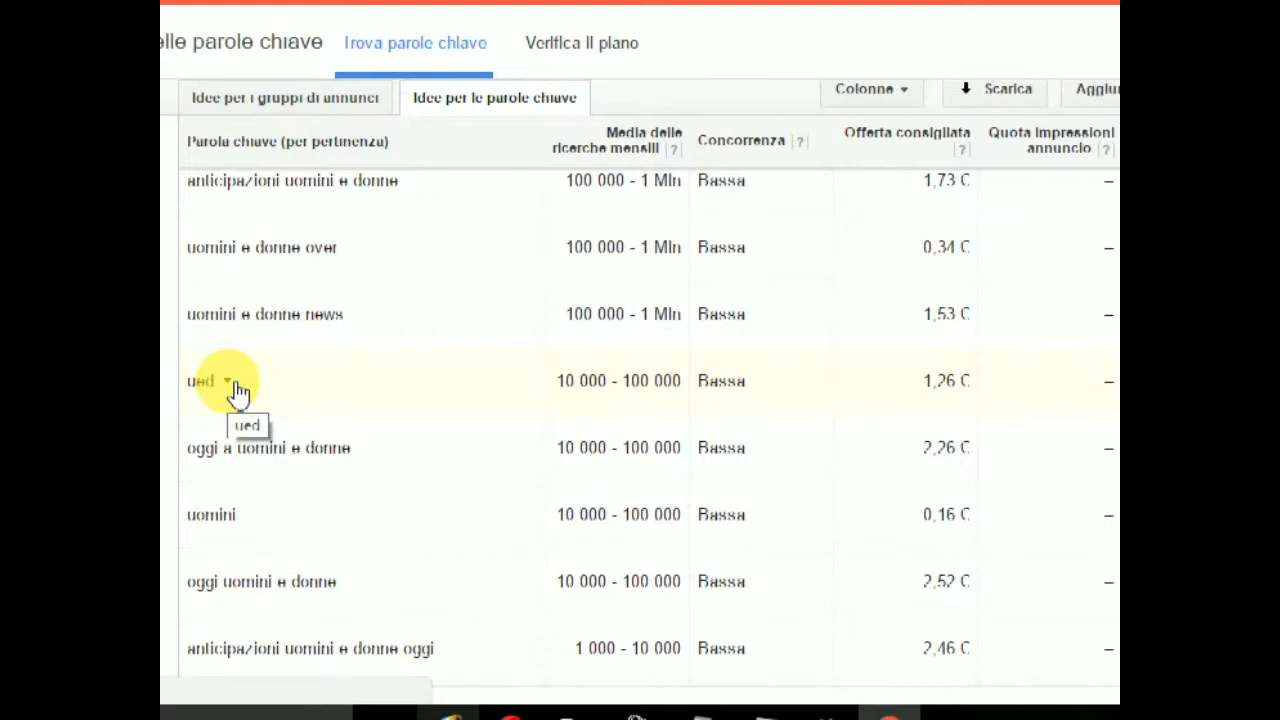 elle parole chiave Trova parole chiave Verifica il piano
Idee per i gruppi di annunci Idee per le parole chiave Colonne Scarica Aggiun
Parola chiave (per pertinenza) Media delle ricerche mensili ? Concorrenza ? Offerta consigliata ? Quota impressioni annuncio ?
anticipazioni uomini e donne 100 000 - 1 Mln Bassa 1,73 € –
uomini e donne over 100 000 - 1 Mln Bassa 0,34 € –
uomini e donne news 100 000 - 1 Mln Bassa 1,53 € –
ued 10 000 - 100 000 Bassa 1,26 € –
ued
oggi a uomini e donne 10 000 - 100 000 Bassa 2,26 € –
uomini 10 000 - 100 000 Bassa 0,16 € –
oggi uomini e donne 10 000 - 100 000 Bassa 2,52 € –
anticipazioni uomini e donne oggi 1 000 - 10 000 Bassa 2,46 € –